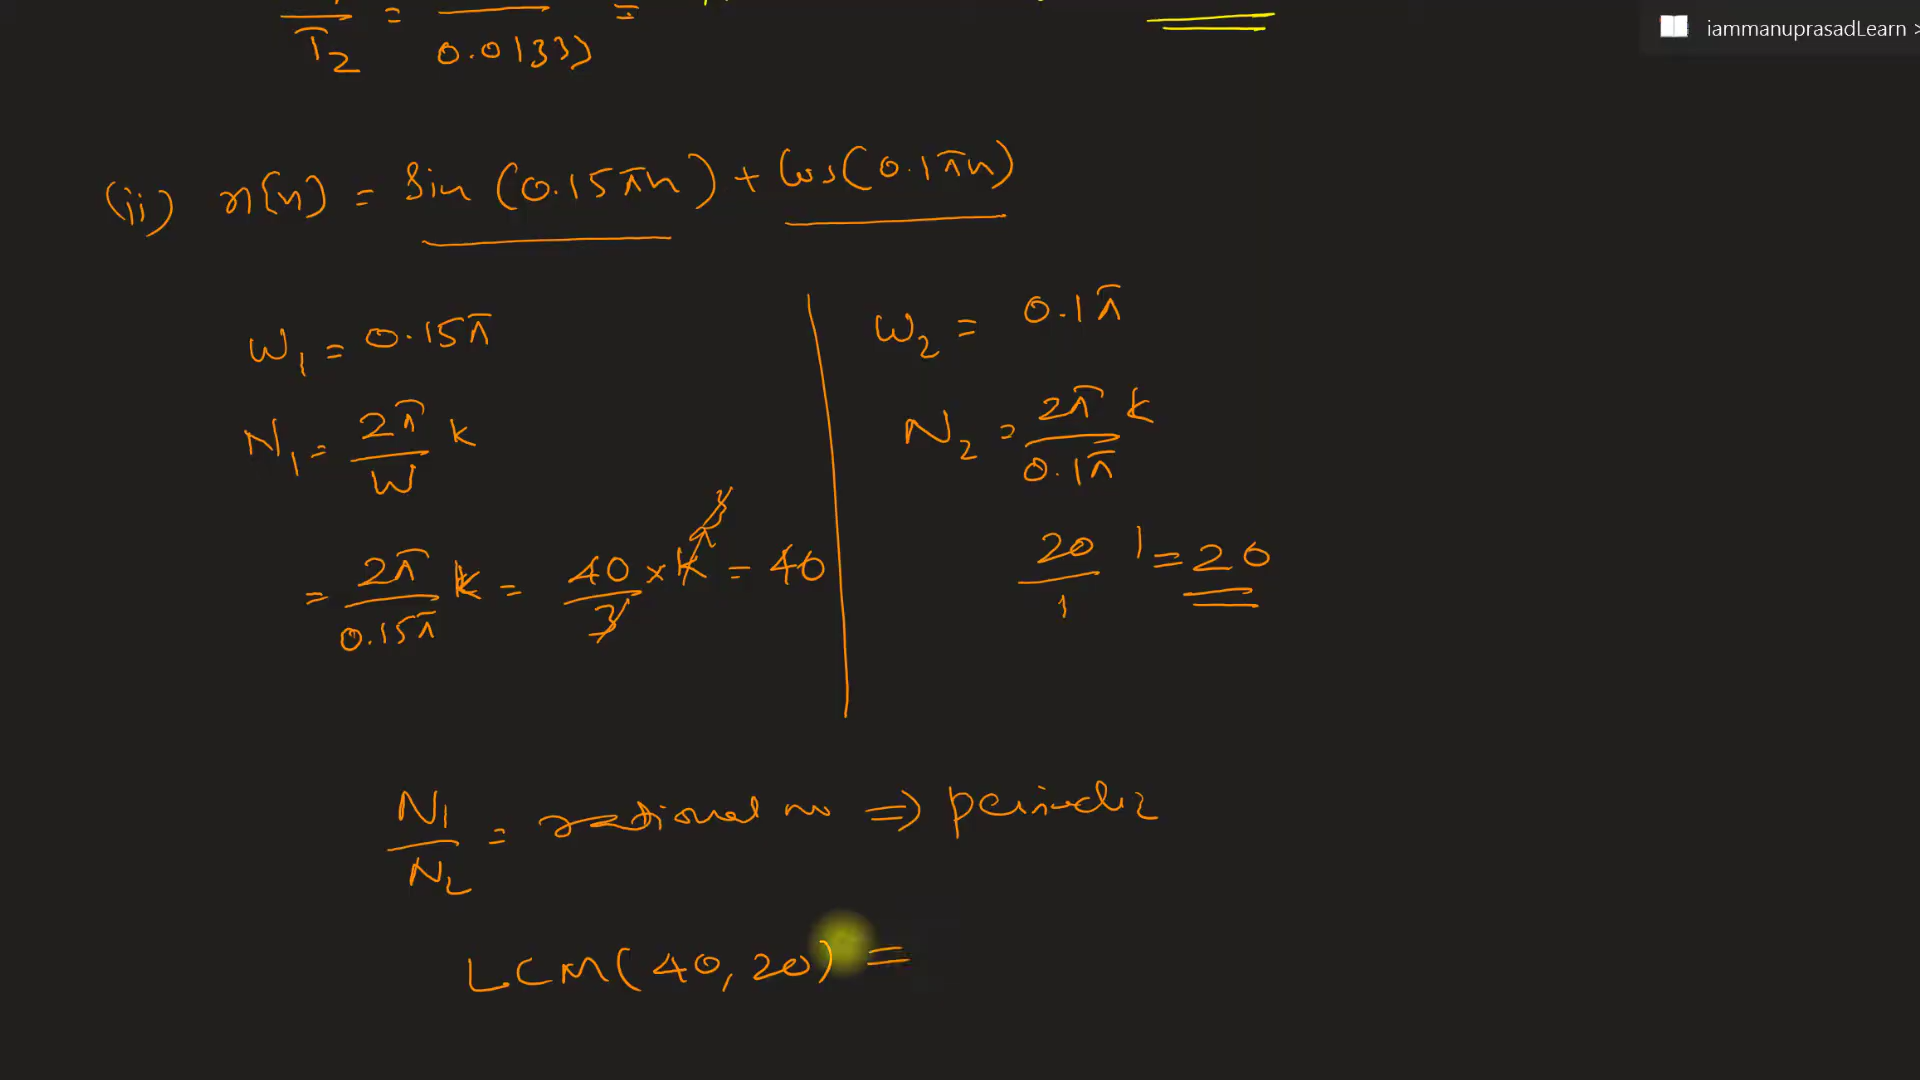 T2 = 0.01333 =
iammanuprasadLearn >
(ii) x[n] = Sin (0.15πn) + Cos(0.1πn)
W1 = 0.15π
W2 = 0.1π
N1 = 2π/W k
N2 = 2π/0.1π k
= 2π/0.15π k = 40/3 × k 3 = 40
20/1 1 = 20
N1/N2 = rational no => periodic
LCM(40, 20) =